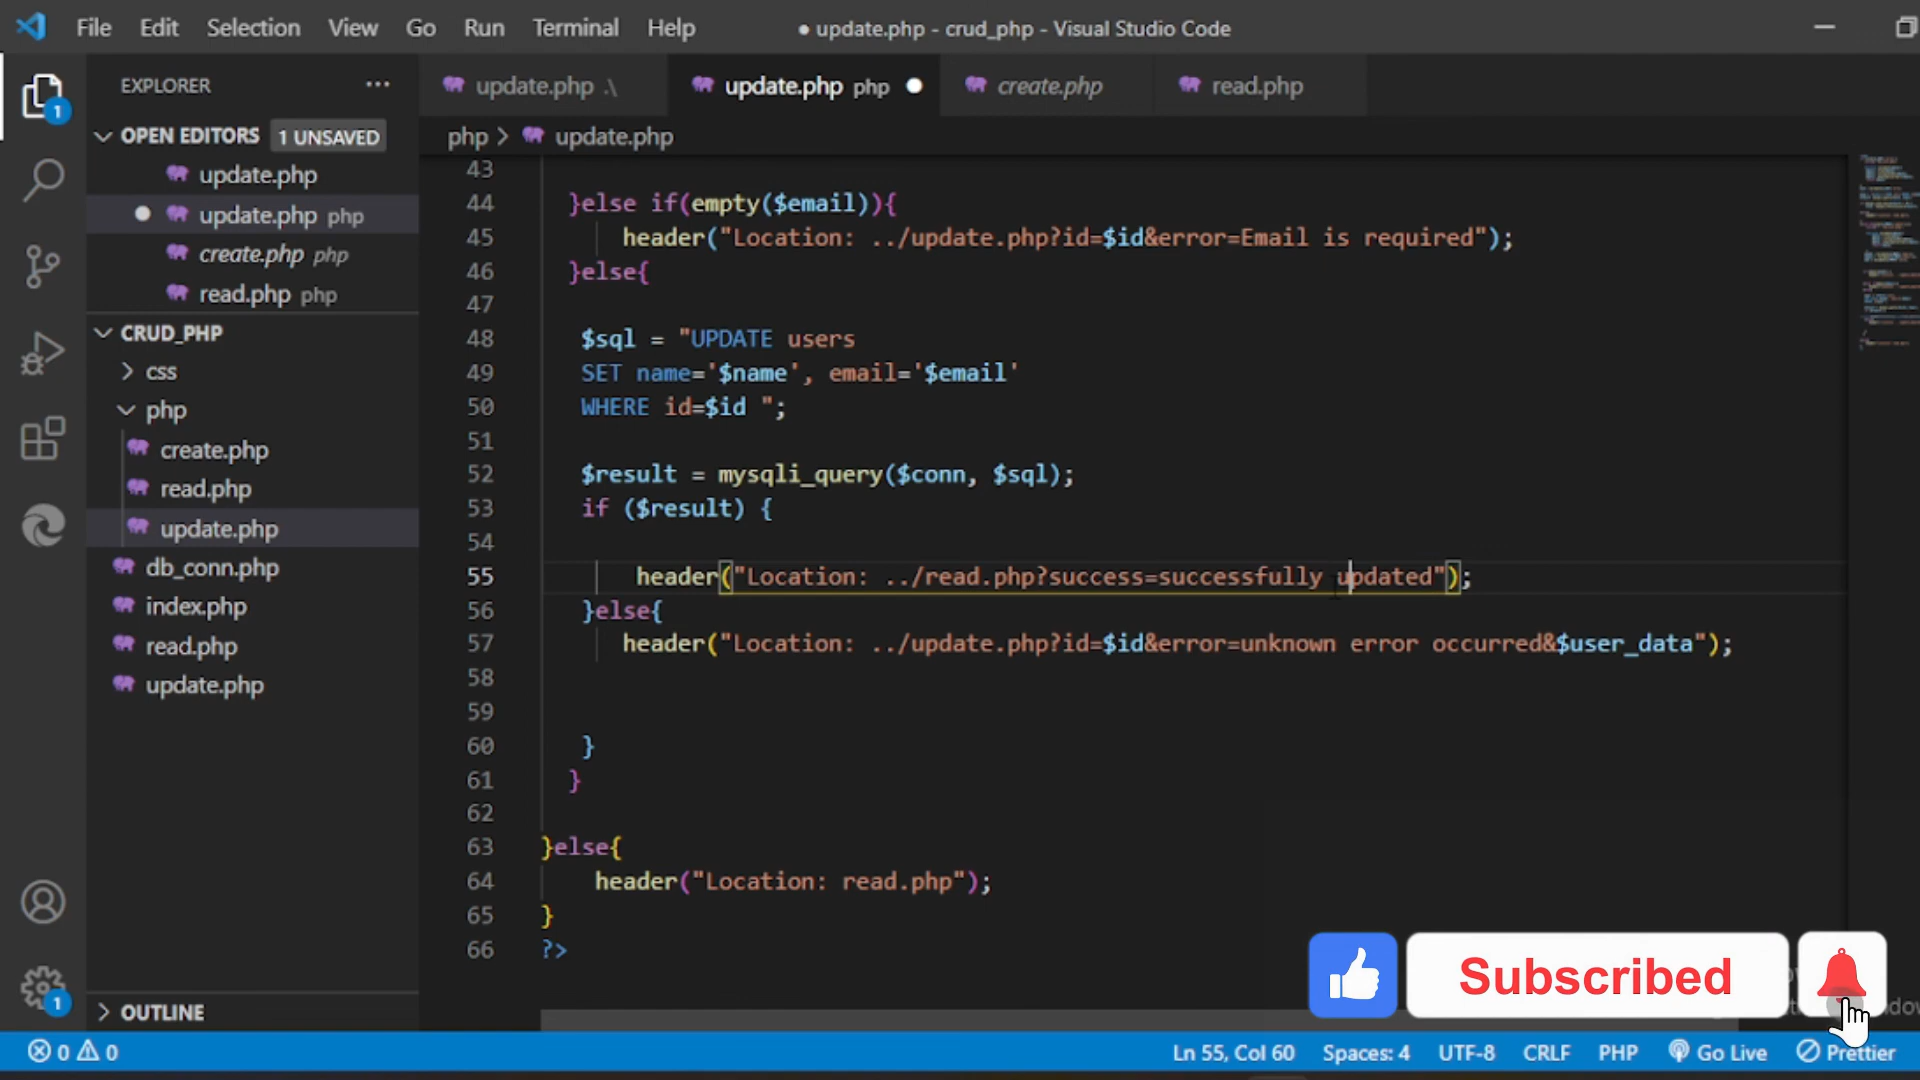 File Edit Selection View Go Run Terminal Help ● update.php - crud_php - Visual Studio Code
EXPLORER ...
update.php .\ update.php php ● create.php read.php
OPEN EDITORS 1 UNSAVED
php > update.php
update.php
update.php php
create.php php
read.php php
CRUD_PHP
css
php
create.php
read.php
update.php
db_conn.php
index.php
read.php
update.php
OUTLINE
43
44 }else if(empty($email)){
45 header("Location: ../update.php?id=$id&error=Email is required");
46 }else{
47
48 $sql = "UPDATE users
49 SET name='$name', email='$email'
50 WHERE id=$id ";
51
52 $result = mysqli_query($conn, $sql);
53 if ($result) {
54
55 header("Location: ../read.php?success=successfully updated");
56 }else{
57 header("Location: ../update.php?id=$id&error=unknown error occurred&$user_data");
58
59
60 }
61 }
62
63 }else{
64 header("Location: read.php");
65 }
66 ?>
1
1
Subscribed
0 0 Ln 55, Col 60 Spaces: 4 UTF-8 CRLF PHP Go Live Prettier